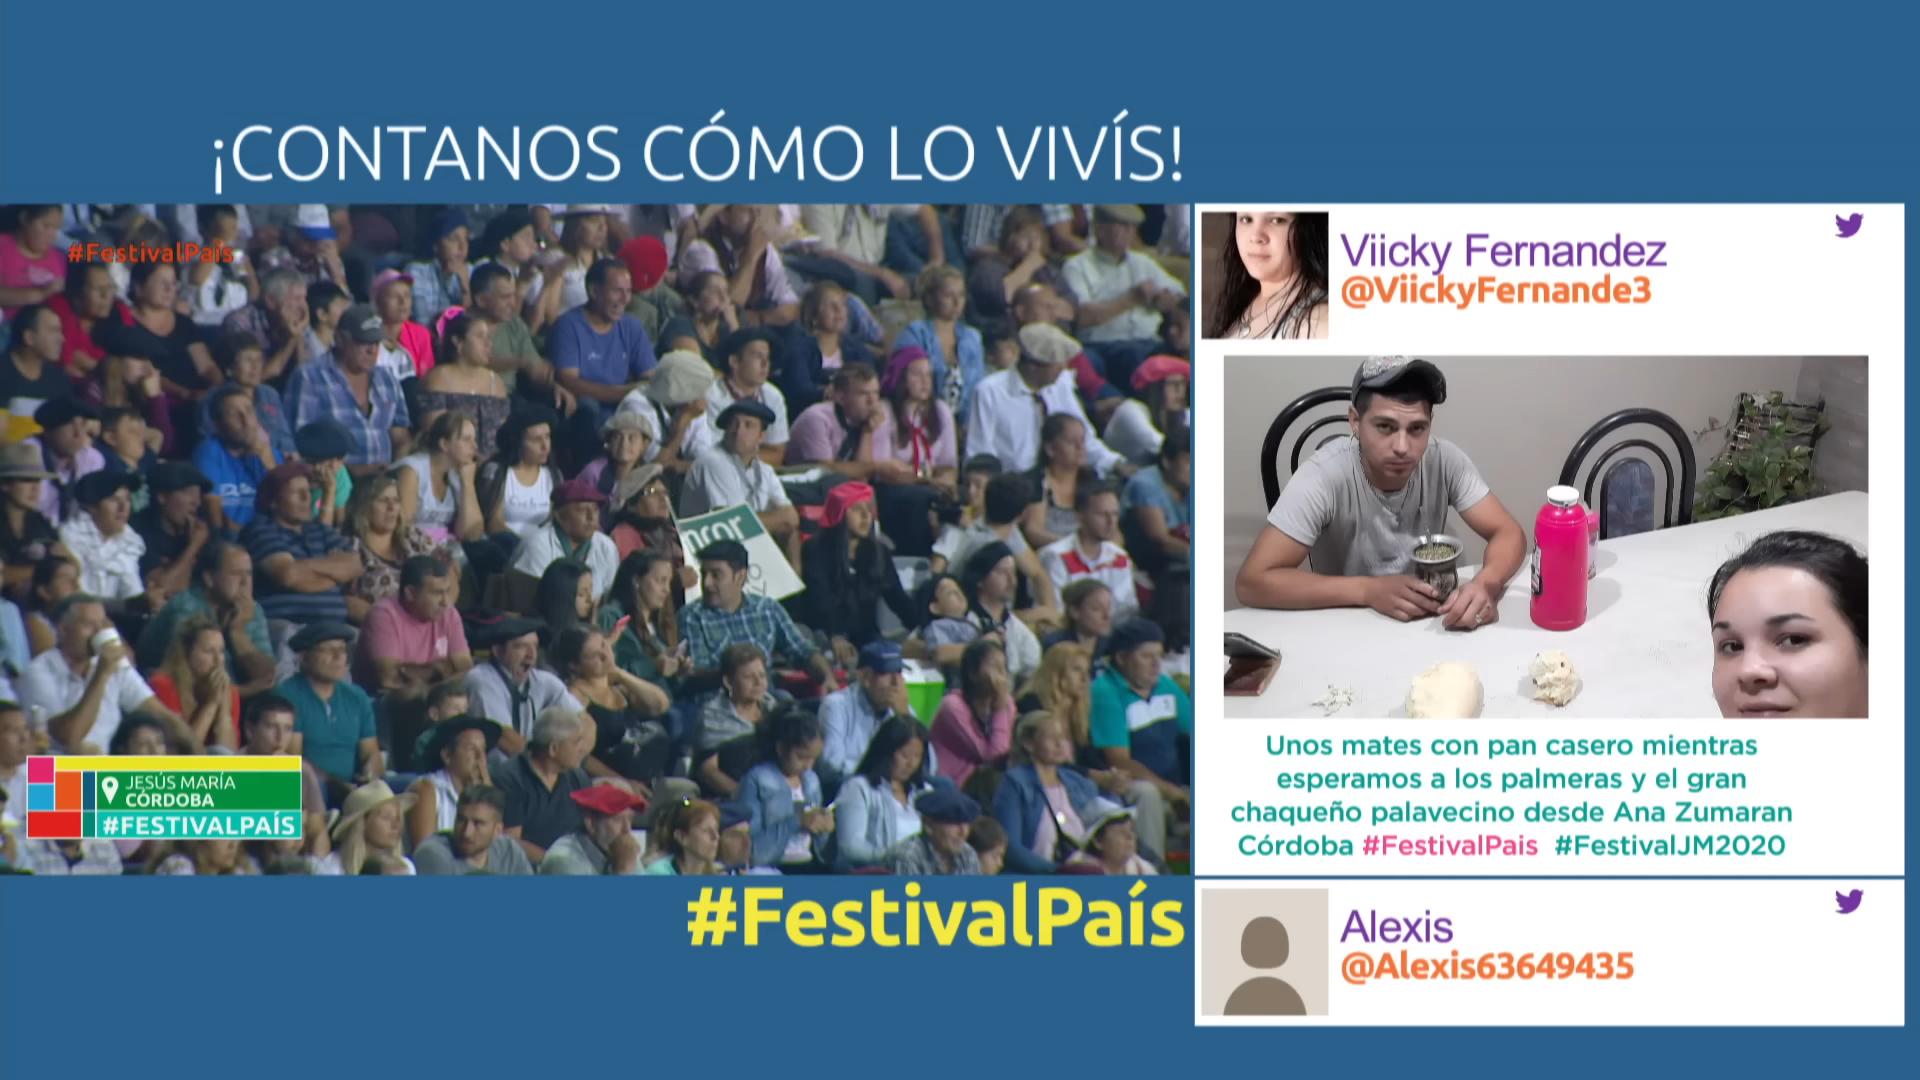 ¡CONTANOS CÓMO LO VIVÍS!
#FestivalPaís
JESÚS MARÍA
CÓRDOBA
#FESTIVALPAÍS
#FestivalPaís
Viicky Fernandez
@ViickyFernande3
Unos mates con pan casero mientras
esperamos a los palmeras y el gran
chaqueño palavecino desde Ana Zumaran
Córdoba #FestivalPais #FestivalJM2020
Alexis
@Alexis63649435